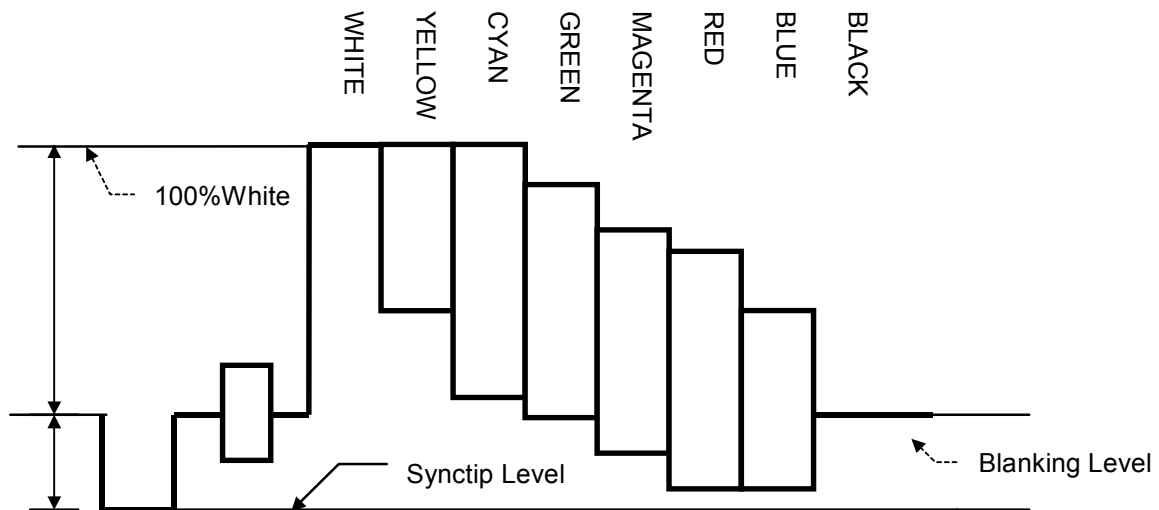 WHITE
YELLOW
CYAN
GREEN
MAGENTA
RED
BLUE
BLACK
100%White
Synctip Level
Blanking Level